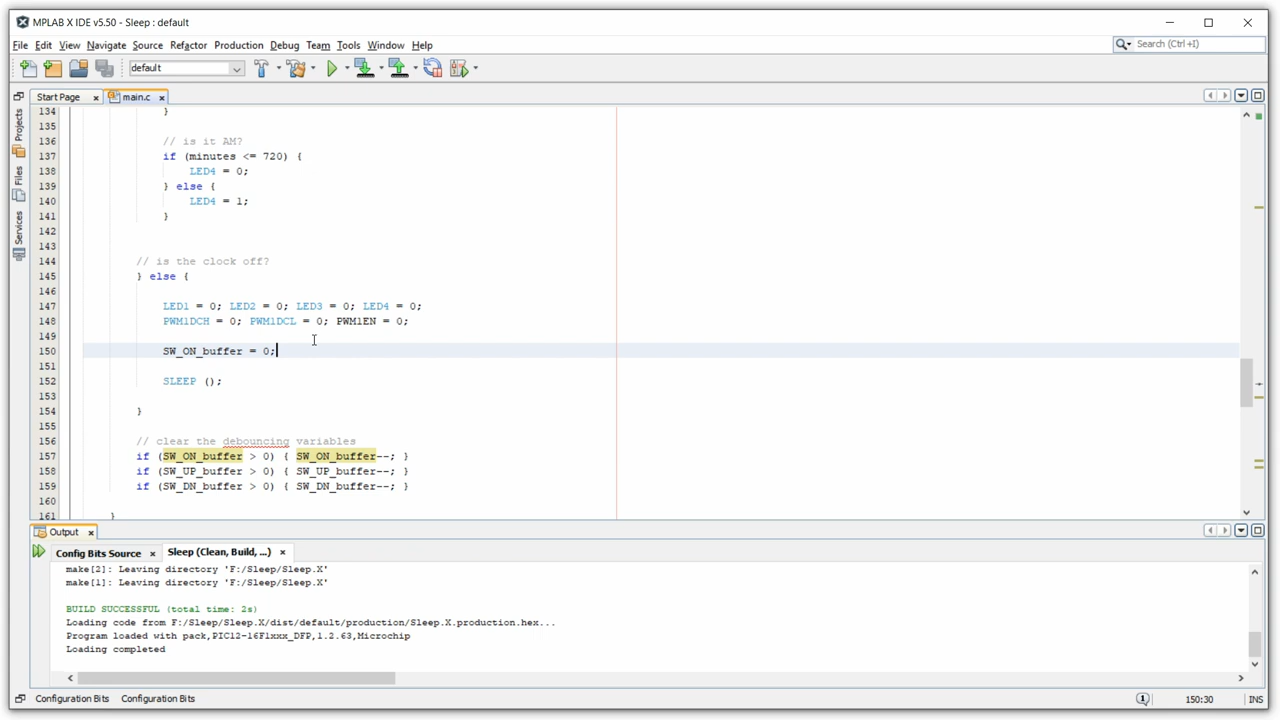 MPLAB X IDE v5.50 - Sleep : default
File Edit View Navigate Source Refactor Production Debug Team Tools Window Help
Search (Ctrl+I)
default
Start Page main.c
Projects
Files
Services
134 }
135
136 // is it AM?
137 if (minutes <= 720) {
138 LED4 = 0;
139 } else {
140 LED4 = 1;
141 }
142
143
144 // is the clock off?
145 } else {
146
147 LED1 = 0; LED2 = 0; LED3 = 0; LED4 = 0;
148 PWM1DCH = 0; PWM1DCL = 0; PWM1EN = 0;
149
150 SW_ON_buffer = 0;
151
152 SLEEP ();
153
154 }
155
156 // clear the debouncing variables
157 if (SW_ON_buffer > 0) { SW_ON_buffer--; }
158 if (SW_UP_buffer > 0) { SW_UP_buffer--; }
159 if (SW_DN_buffer > 0) { SW_DN_buffer--; }
160
161 }
Output
Config Bits Source Sleep (Clean, Build, ...)
make[2]: Leaving directory 'F:/Sleep/Sleep.X'
make[1]: Leaving directory 'F:/Sleep/Sleep.X'
BUILD SUCCESSFUL (total time: 2s)
Loading code from F:/Sleep/Sleep.X/dist/default/production/Sleep.X.production.hex...
Program loaded with pack,PIC12-16F1xxx_DFP,1.2.63,Microchip
Loading completed
Configuration Bits Configuration Bits 1 150:30 INS